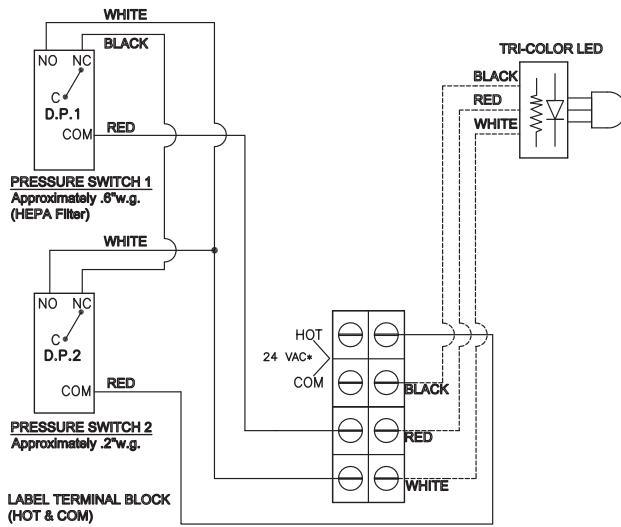 WHITE
BLACK
NO NC
C
D.P.1
COM
RED
PRESSURE SWITCH 1
Approximately .6"w.g.
(HEPA Filter)
WHITE
NO NC
C
D.P.2
COM
RED
PRESSURE SWITCH 2
Approximately .2"w.g.
LABEL TERMINAL BLOCK
(HOT & COM)
TRI-COLOR LED
BLACK
RED
WHITE
HOT
24 VAC*
COM
BLACK
RED
WHITE